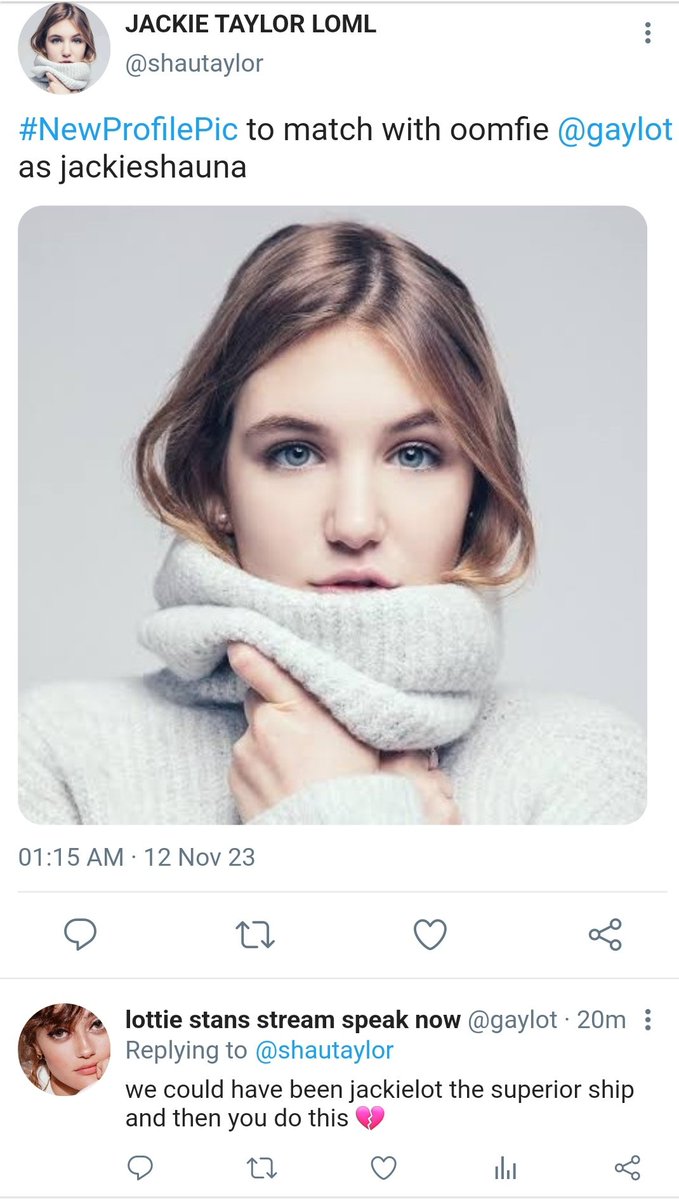 JACKIE TAYLOR LOML
@shautaylor
#NewProfilePic to match with oomfie @gaylot
as jackieshauna
01:15 AM · 12 Nov 23
lottie stans stream speak now @gaylot · 20m
Replying to @shautaylor
we could have been jackielot the superior ship
and then you do this 💔